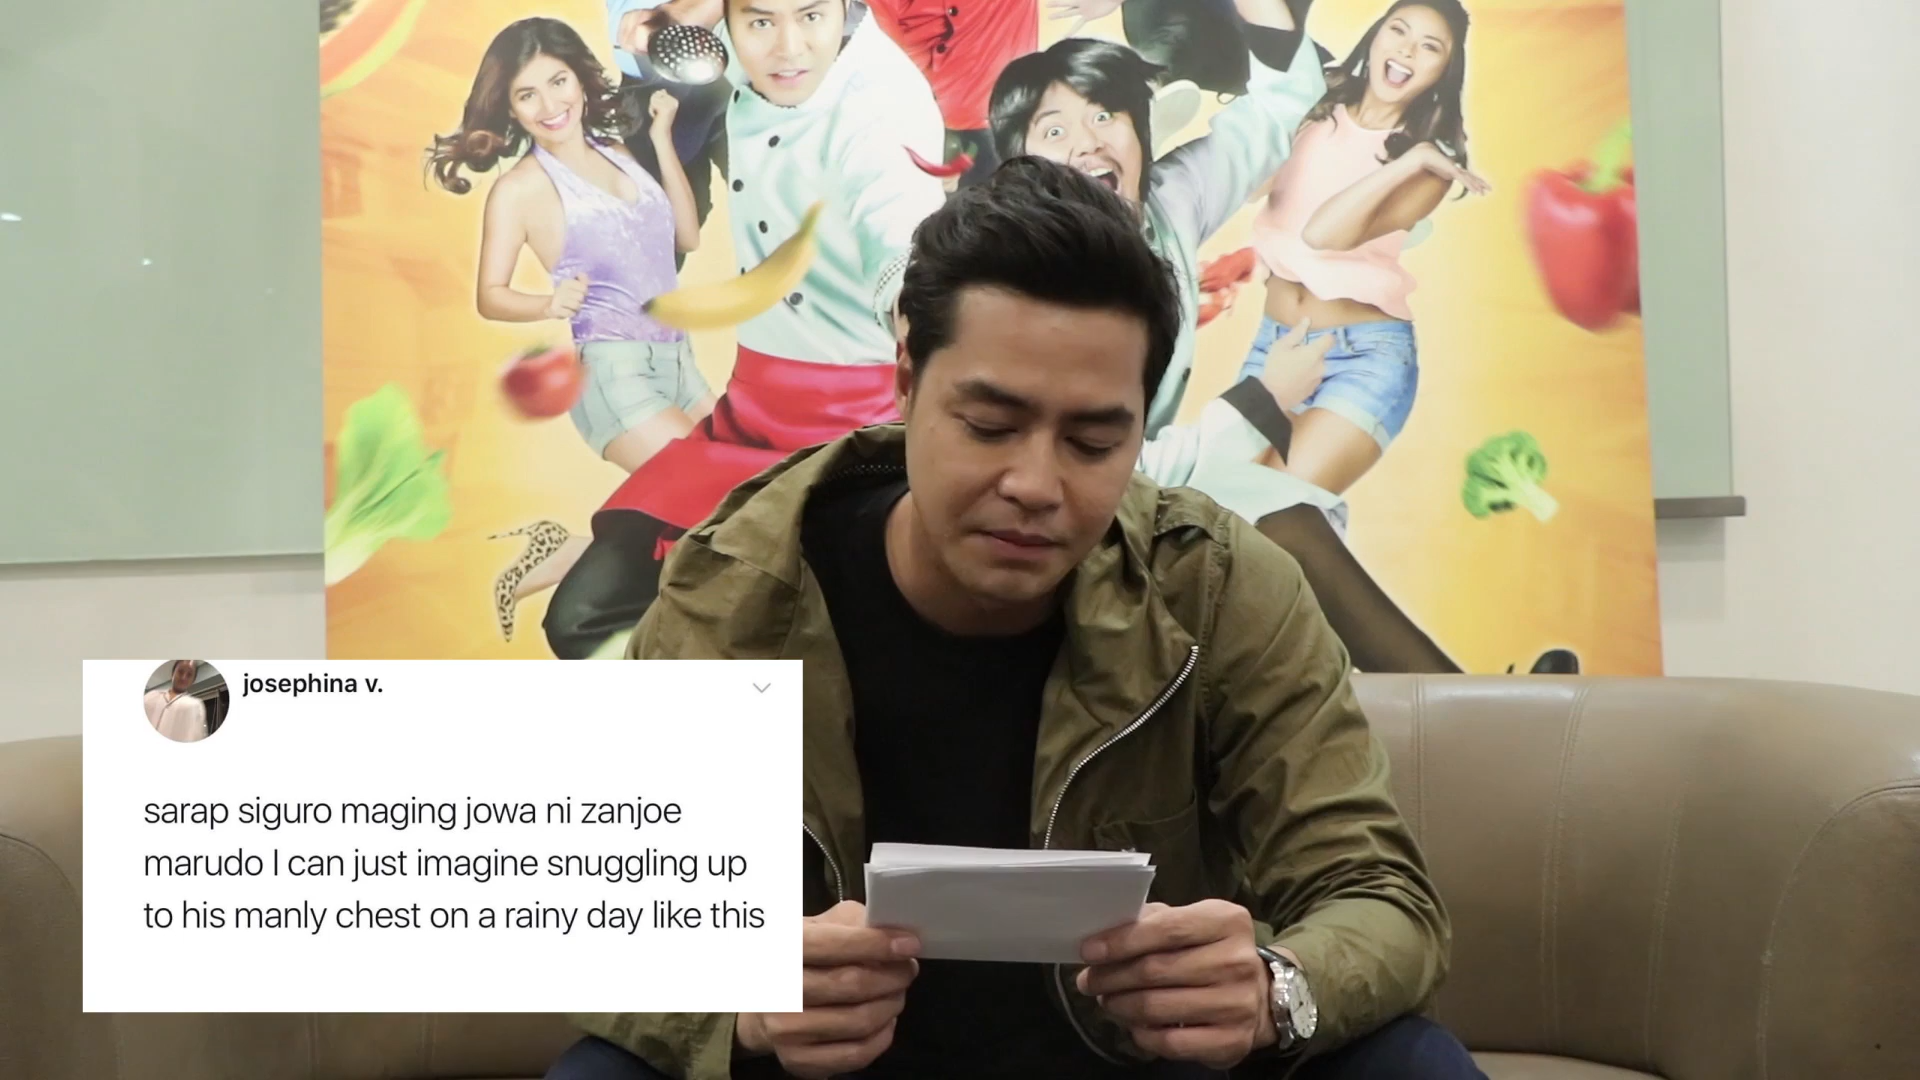 josephina v.
sarap siguro maging jowa ni zanjoe
marudo I can just imagine snuggling up
to his manly chest on a rainy day like this